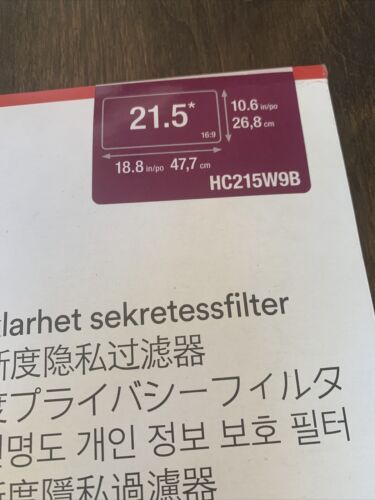 21.5*
16:9
10.6 in/po
26,8 cm
18.8 in/po 47,7 cm
HC215W9B
sekretessfilter
度隐私过滤器
プライバシーフィルタ
명도 개인 정보 보호 필터
度隱私過濾器